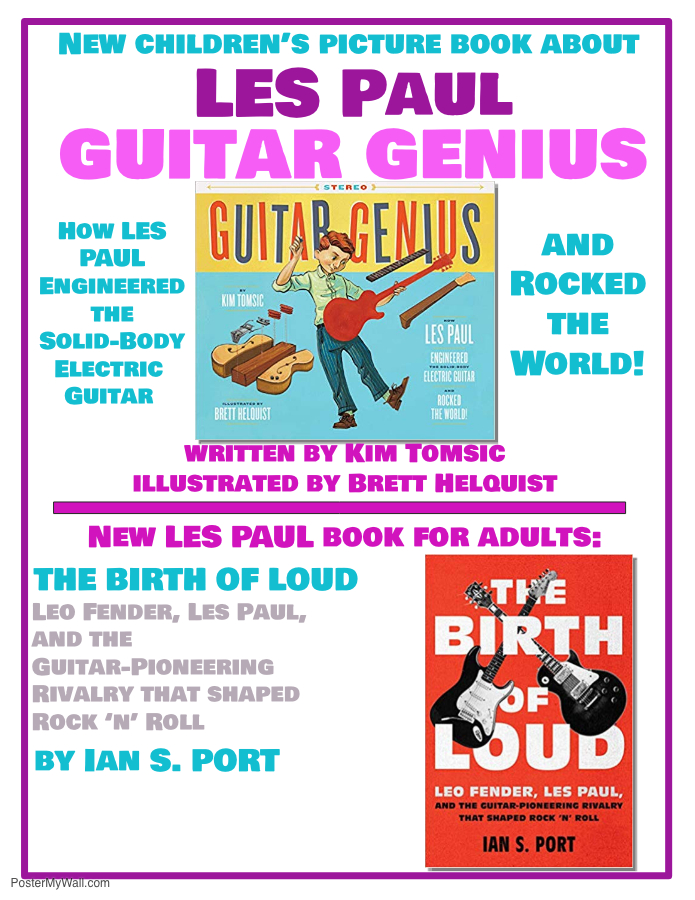 New children's picture book about
LES PAUL
GUITAR GENIUS
How LES
PAUL
Engineered
the
Solid-Body
Electric
Guitar
STEREO
GUITAR GENIUS
BY
KIM TOMSIC
HOW
LES PAUL
ENGINEERED
THE SOLID-BODY
ELECTRIC GUITAR
AND
ROCKED
THE WORLD!
ILLUSTRATED BY
BRETT HELQUIST
and
Rocked
the
World!
written by Kim Tomsic
illustrated by Brett Helquist
New LES PAUL book for adults:
THE BIRTH OF LOUD
Leo Fender, Les Paul,
and the
Guitar-Pioneering
Rivalry that shaped
Rock 'n' Roll
by Ian S. PORT
THE
BIRTH
OF
LOUD
LEO FENDER, LES PAUL,
AND THE GUITAR-PIONEERING RIVALRY
THAT SHAPED ROCK 'N' ROLL
IAN S. PORT
PosterMyWall.com